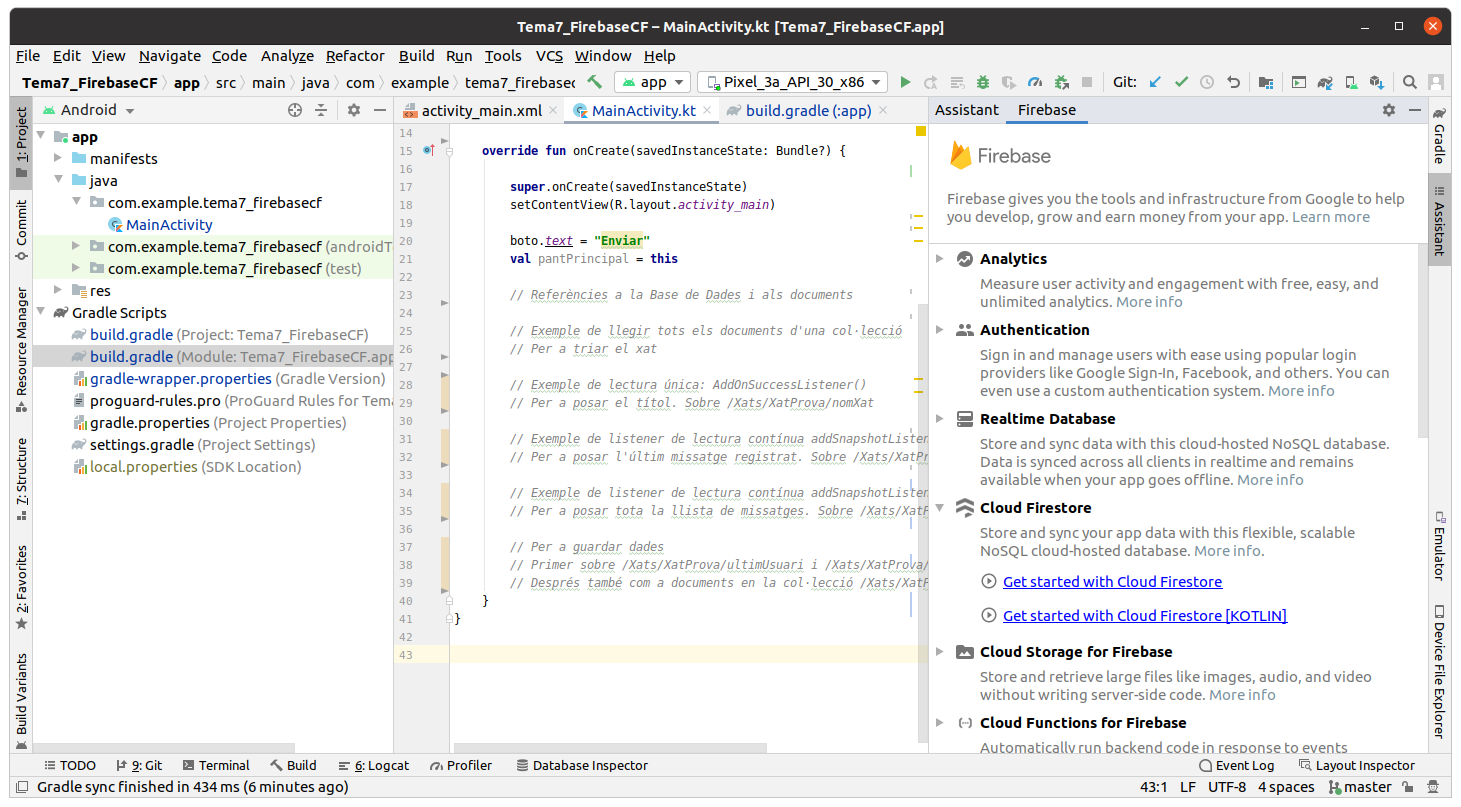 Tema7_FirebaseCF – MainActivity.kt [Tema7_FirebaseCF.app]
File Edit View Navigate Code Analyze Refactor Build Run Tools VCS Window Help
Tema7_FirebaseCF app src main java com example tema7_firebasec app Pixel_3a_API_30_x86 Git:
1: Project
Commit
Resource Manager
7: Structure
2: Favorites
Build Variants
Android
app
manifests
java
com.example.tema7_firebasecf
MainActivity
com.example.tema7_firebasecf (androidT
com.example.tema7_firebasecf (test)
res
Gradle Scripts
build.gradle (Project: Tema7_FirebaseCF)
build.gradle (Module: Tema7_FirebaseCF.app
gradle-wrapper.properties (Gradle Version)
proguard-rules.pro (ProGuard Rules for Tema
gradle.properties (Project Properties)
settings.gradle (Project Settings)
local.properties (SDK Location)
activity_main.xml MainActivity.kt build.gradle (:app)
14
15 override fun onCreate(savedInstanceState: Bundle?) {
16
17 super.onCreate(savedInstanceState)
18 setContentView(R.layout.activity_main)
19
20 boto.text = "Enviar"
21 val pantPrincipal = this
22
23 // Referències a la Base de Dades i als documents
24
25 // Exemple de llegir tots els documents d'una col·lecció
26 // Per a triar el xat
27
28 // Exemple de lectura única: AddOnSuccessListener()
29 // Per a posar el títol. Sobre /Xats/XatProva/nomXat
30
31 // Exemple de listener de lectura contínua addSnapshotListen
32 // Per a posar l'últim missatge registrat. Sobre /Xats/XatPr
33
34 // Exemple de listener de lectura contínua addSnapshotListen
35 // Per a posar tota la llista de missatges. Sobre /Xats/XatP
36
37 // Per a guardar dades
38 // Primer sobre /Xats/XatProva/ultimUsuari i /Xats/XatProva/
39 // Després també com a documents en la col·lecció /Xats/XatP
40 }
41 }
42
43
Assistant Firebase
Firebase
Firebase gives you the tools and infrastructure from Google to help
you develop, grow and earn money from your app. Learn more
Analytics
Measure user activity and engagement with free, easy, and
unlimited analytics. More info
Authentication
Sign in and manage users with ease using popular login
providers like Google Sign-In, Facebook, and others. You can
even use a custom authentication system. More info
Realtime Database
Store and sync data with this cloud-hosted NoSQL database.
Data is synced across all clients in realtime and remains
available when your app goes offline. More info
Cloud Firestore
Store and sync your app data with this flexible, scalable
NoSQL cloud-hosted database. More info.
Get started with Cloud Firestore
Get started with Cloud Firestore [KOTLIN]
Cloud Storage for Firebase
Store and retrieve large files like images, audio, and video
without writing server-side code. More info
Cloud Functions for Firebase
Automatically run backend code in response to events
Gradle
Assistant
Emulator
Device File Explorer
TODO 9: Git Terminal Build 6: Logcat Profiler Database Inspector Event Log Layout Inspector
Gradle sync finished in 434 ms (6 minutes ago) 43:1 LF UTF-8 4 spaces master